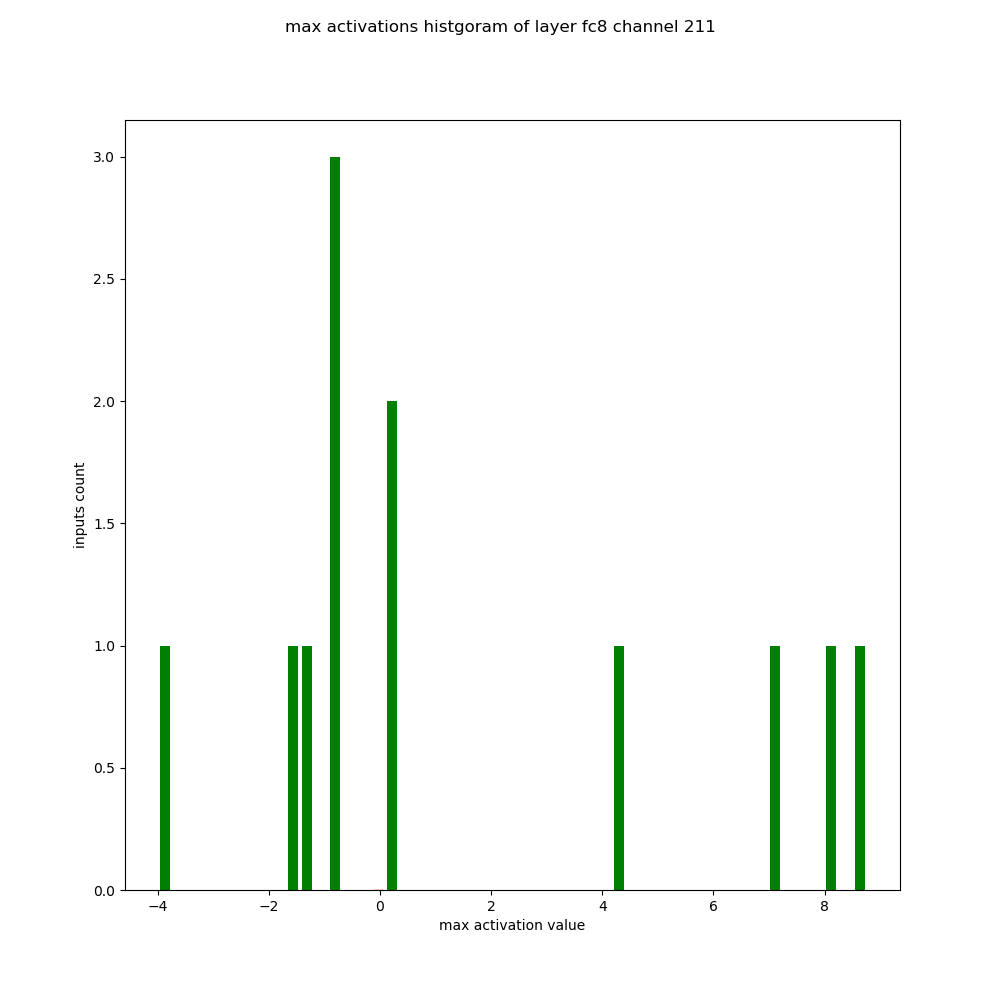 max activations histgoram of layer fc8 channel 211
3.0
2.5
2.0
1.5
1.0
0.5
0.0
inputs count
−4 −2 0 2 4 6 8
max activation value